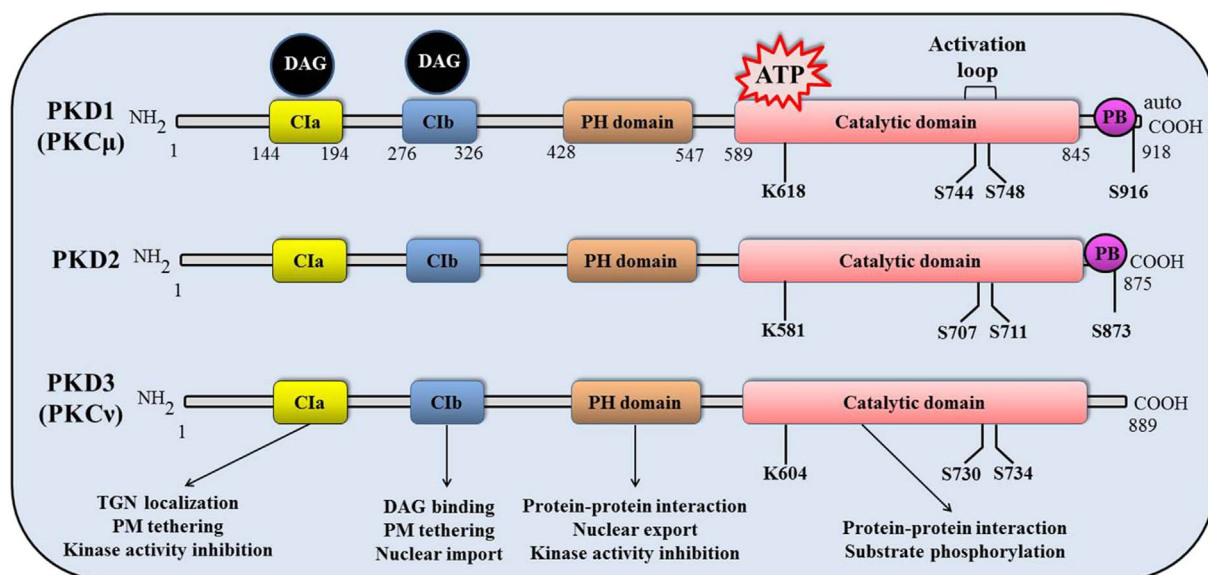 DAG DAG ATP Activation
loop
PKD1
(PKCμ)
NH2 CIa CIb PH domain Catalytic domain PB auto
COOH
1 144 194 276 326 428 547 589 845 918
K618 S744 S748 S916
PKD2 NH2 CIa CIb PH domain Catalytic domain PB COOH
1 875
K581 S707 S711 S873
PKD3
(PKCν)
NH2 CIa CIb PH domain Catalytic domain COOH
1 889
K604 S730 S734
TGN localization
PM tethering
Kinase activity inhibition
DAG binding
PM tethering
Nuclear import
Protein-protein interaction
Nuclear export
Kinase activity inhibition
Protein-protein interaction
Substrate phosphorylation